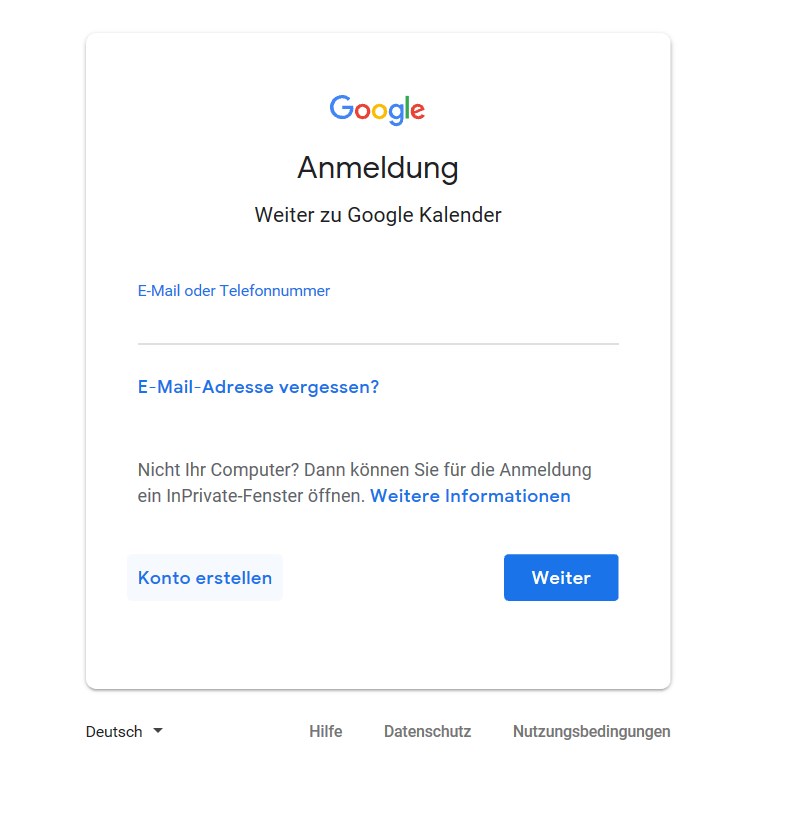 Google
Anmeldung
Weiter zu Google Kalender
E-Mail oder Telefonnummer
E-Mail-Adresse vergessen?
Nicht Ihr Computer? Dann können Sie für die Anmeldung
ein InPrivate-Fenster öffnen. Weitere Informationen
Konto erstellen Weiter
Deutsch Hilfe Datenschutz Nutzungsbedingungen